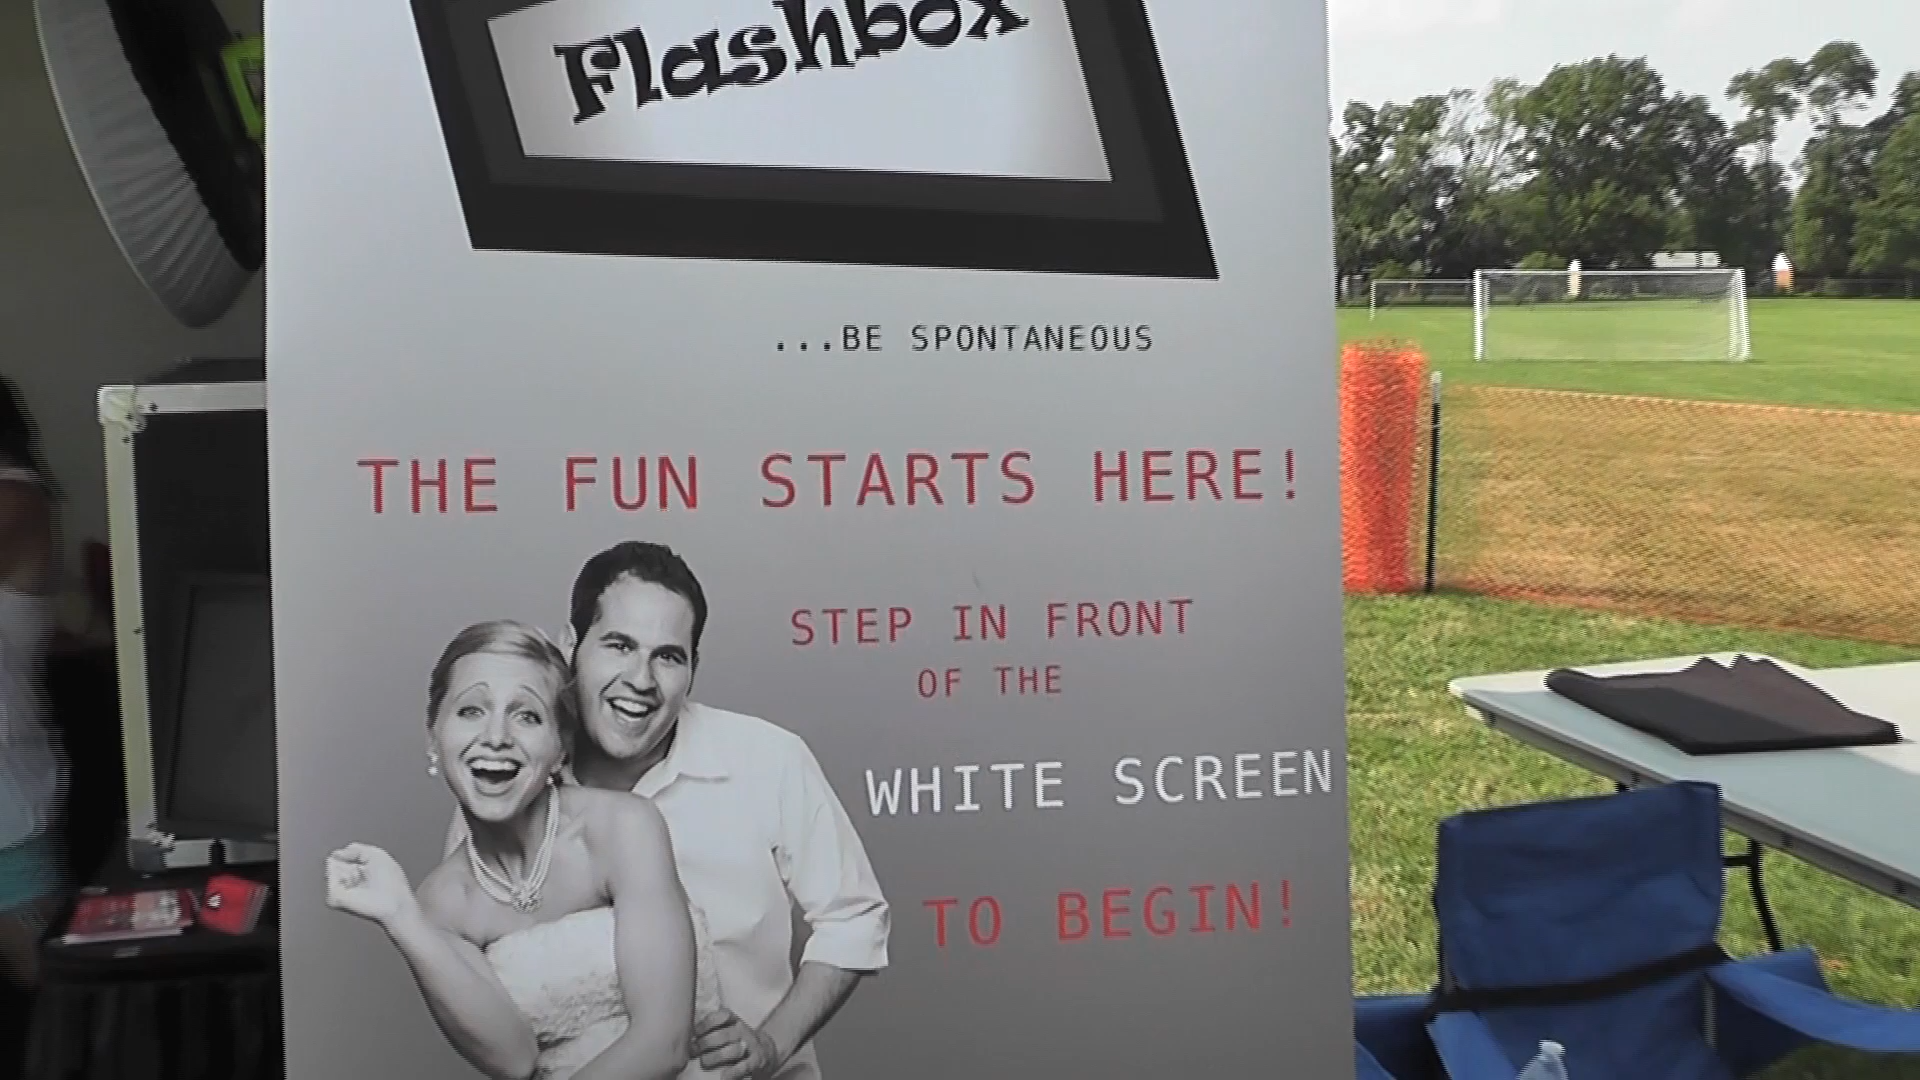 Flashbox
...BE SPONTANEOUS
THE FUN STARTS HERE!
STEP IN FRONT
OF THE
WHITE SCREEN
TO BEGIN!